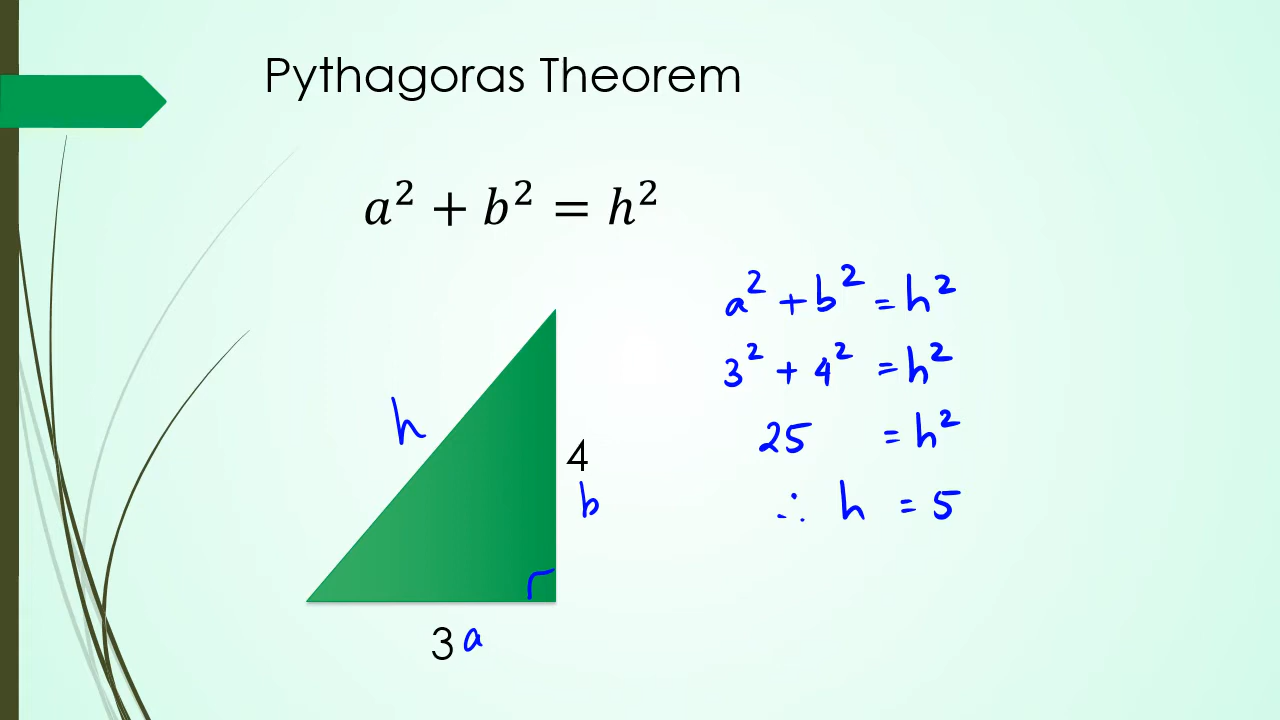 Pythagoras Theorem
a² + b² = h²
a² + b² = h²
3² + 4² = h²
25 = h²
∴ h = 5
h
4
b
3 a